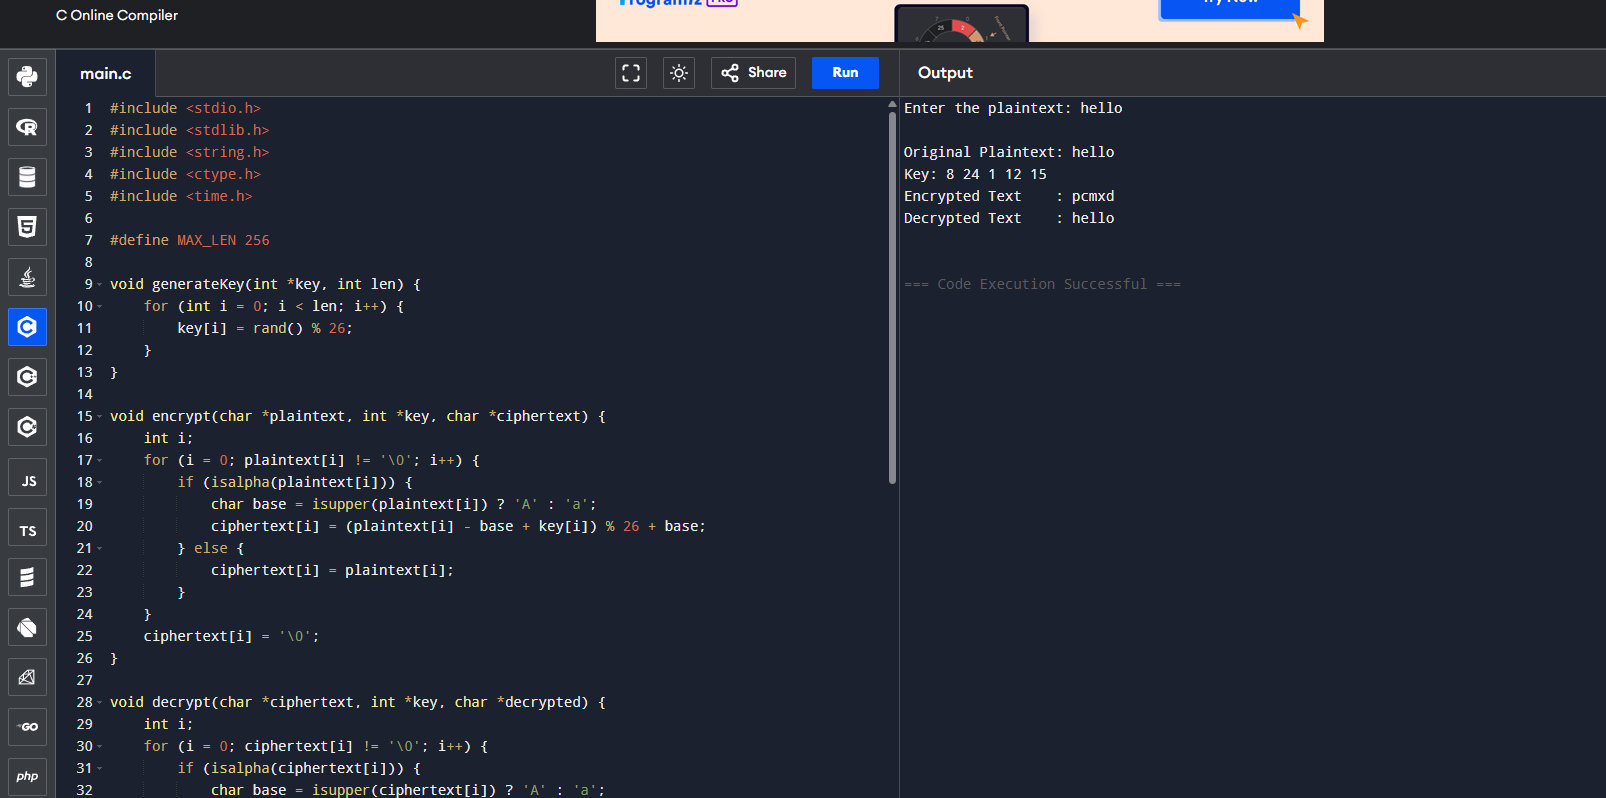 C Online Compiler
PRO
main.c
Share
Run
Output
1 #include <stdio.h>
2 #include <stdlib.h>
3 #include <string.h>
4 #include <ctype.h>
5 #include <time.h>
6
7 #define MAX_LEN 256
8
9 void generateKey(int *key, int len) {
10 for (int i = 0; i < len; i++) {
11 key[i] = rand() % 26;
12 }
13 }
14
15 void encrypt(char *plaintext, int *key, char *ciphertext) {
16 int i;
17 for (i = 0; plaintext[i] != '\0'; i++) {
18 if (isalpha(plaintext[i])) {
19 char base = isupper(plaintext[i]) ? 'A' : 'a';
20 ciphertext[i] = (plaintext[i] - base + key[i]) % 26 + base;
21 } else {
22 ciphertext[i] = plaintext[i];
23 }
24 }
25 ciphertext[i] = '\0';
26 }
27
28 void decrypt(char *ciphertext, int *key, char *decrypted) {
29 int i;
30 for (i = 0; ciphertext[i] != '\0'; i++) {
31 if (isalpha(ciphertext[i])) {
32 char base = isupper(ciphertext[i]) ? 'A' : 'a';
Enter the plaintext: hello
Original Plaintext: hello
Key: 8 24 1 12 15
Encrypted Text    : pcmxd
Decrypted Text    : hello
=== Code Execution Successful ===
JS
TS
GO
php